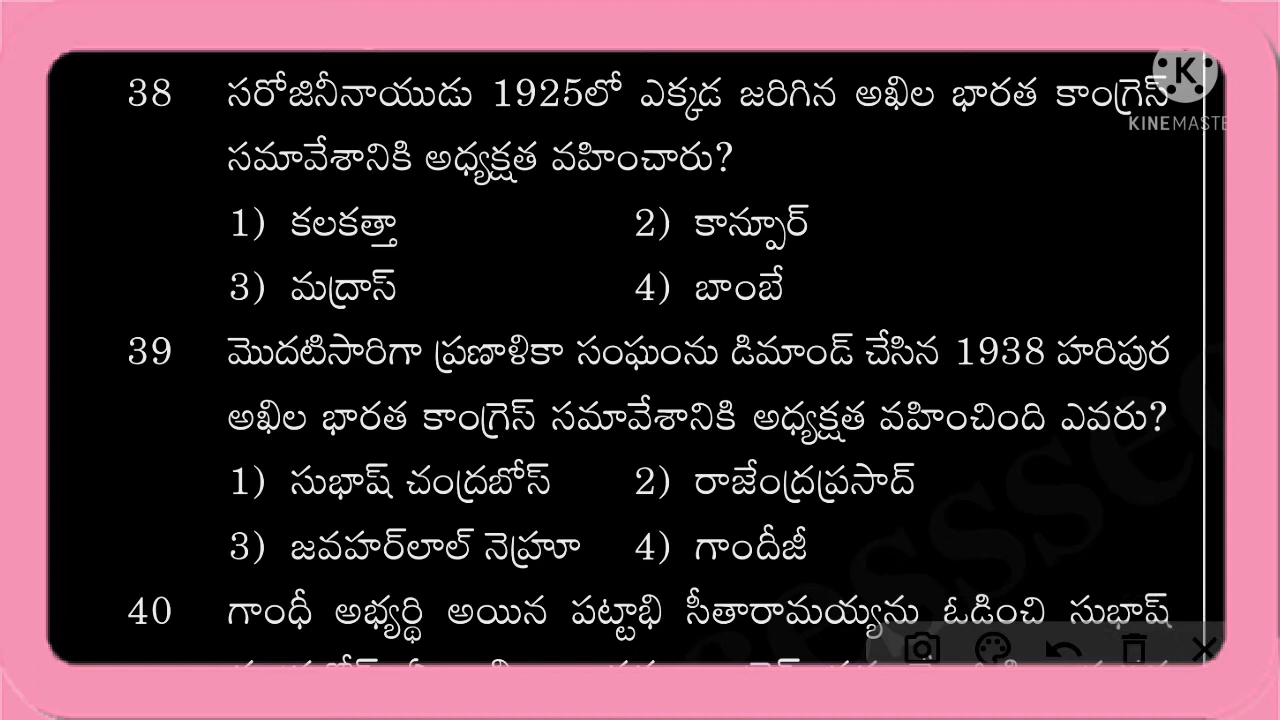 38 సరోజినీనాయుడు 1925లో ఎక్కడ జరిగిన అఖిల భారత కాంగ్రెస్
K
KINEMASTE
సమావేశానికి అధ్యక్షత వహించారు?
1) కలకత్తా 2) కాన్పూర్
3) మద్రాస్ 4) బాంబే
39 మొదటిసారిగా ప్రణాళికా సంఘంను డిమాండ్ చేసిన 1938 హరిపుర
అఖిల భారత కాంగ్రెస్ సమావేశానికి అధ్యక్షత వహించింది ఎవరు?
1) సుభాష్ చంద్రబోస్ 2) రాజేంద్రప్రసాద్
3) జవహర్‌లాల్ నెహ్రూ 4) గాందీజీ
40 గాంధీ అభ్యర్థి అయిన పట్టాభి సీతారామయ్యను ఓడించి సుభాష్